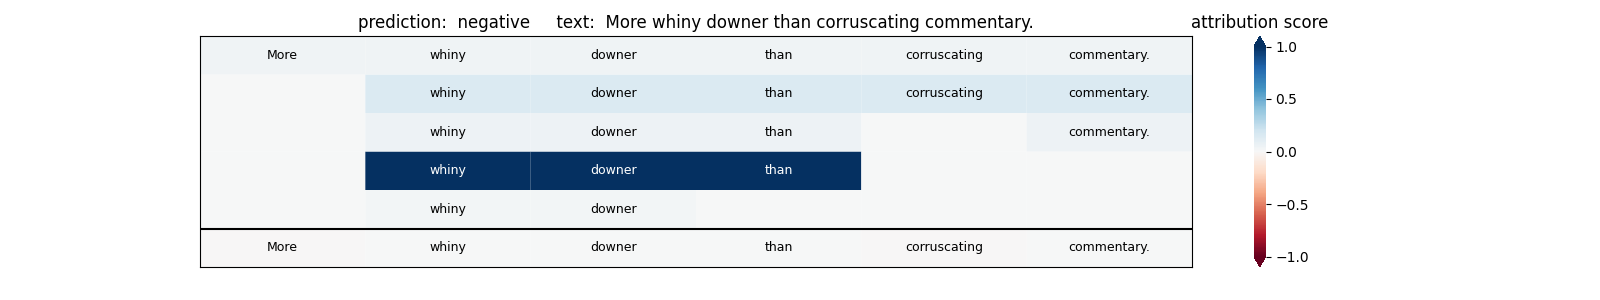 prediction:  negative     text:  More whiny downer than corruscating commentary.
attribution score
More whiny downer than corruscating commentary.
whiny downer than corruscating commentary.
whiny downer than commentary.
whiny downer than
whiny downer
More whiny downer than corruscating commentary.
1.0
0.5
0.0
−0.5
−1.0